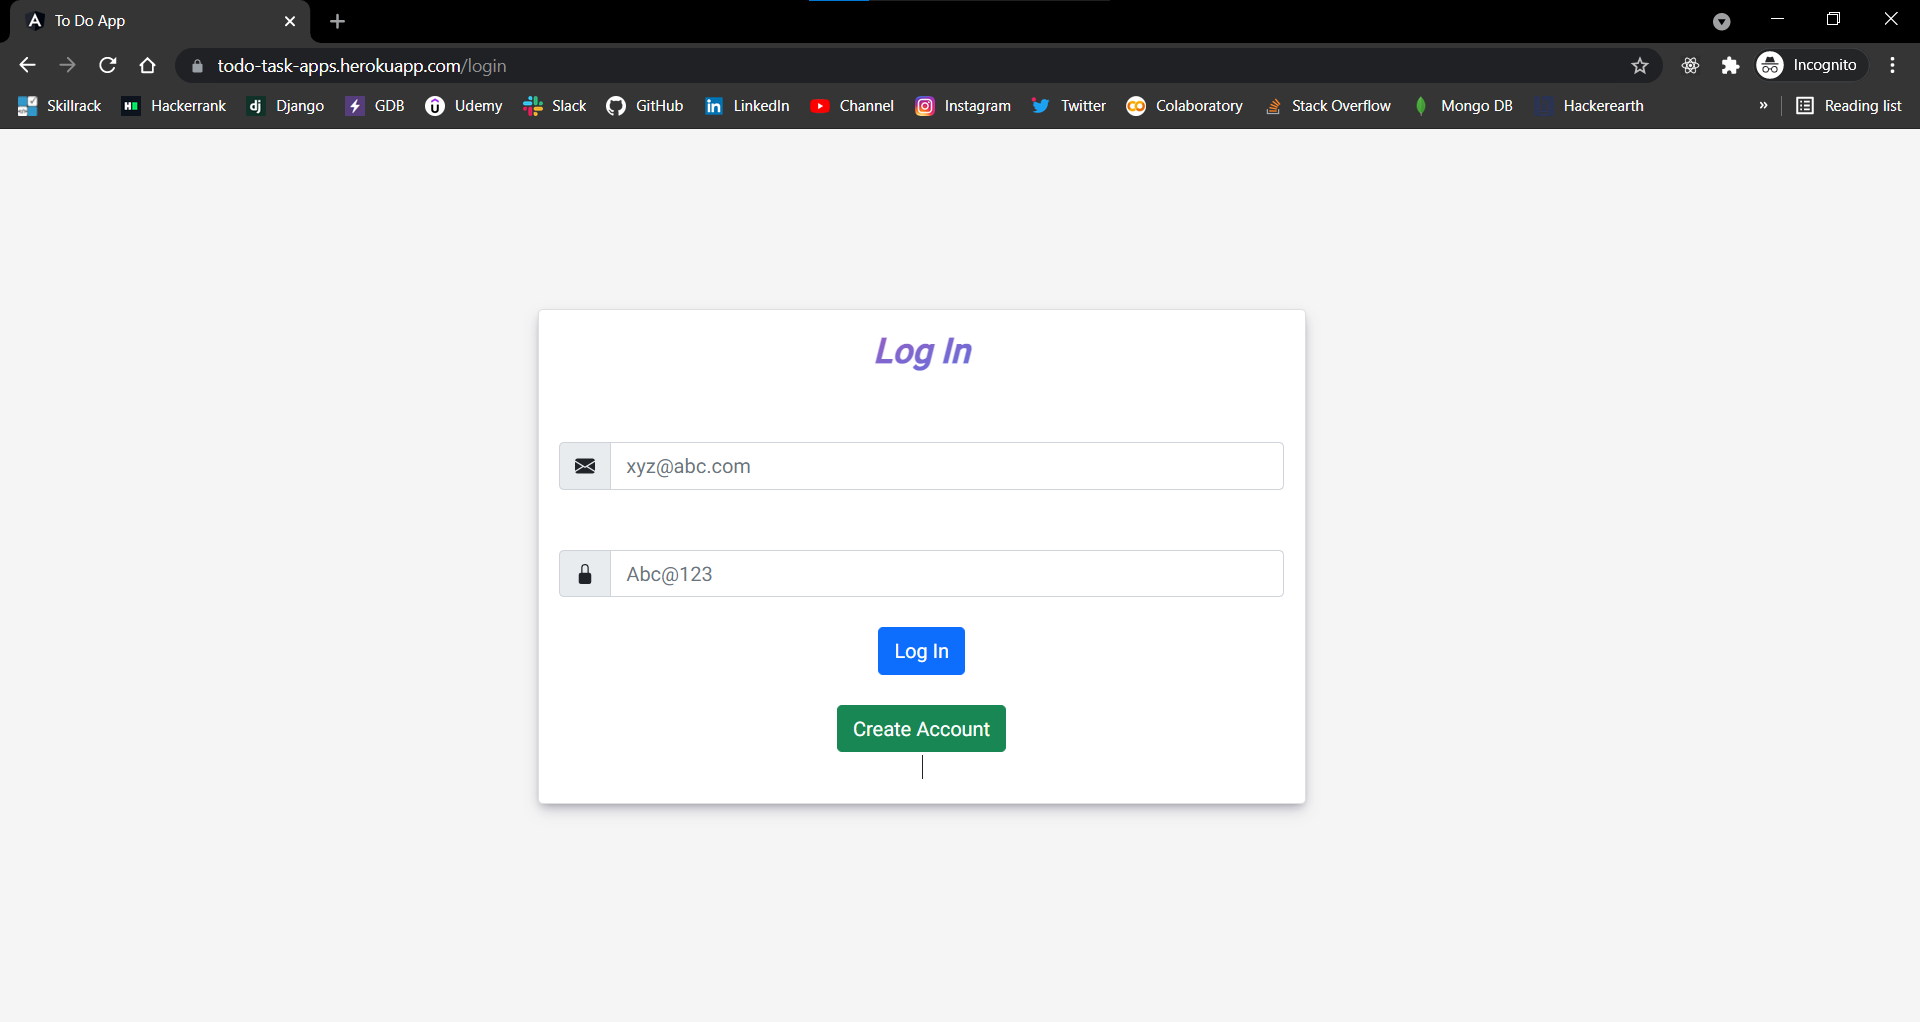 To Do App
todo-task-apps.herokuapp.com/login
Incognito
Skillrack Hackerrank Django GDB Udemy Slack GitHub LinkedIn Channel Instagram Twitter Colaboratory Stack Overflow Mongo DB Hackerearth » Reading list
Log In
xyz@abc.com
Abc@123
Log In
Create Account